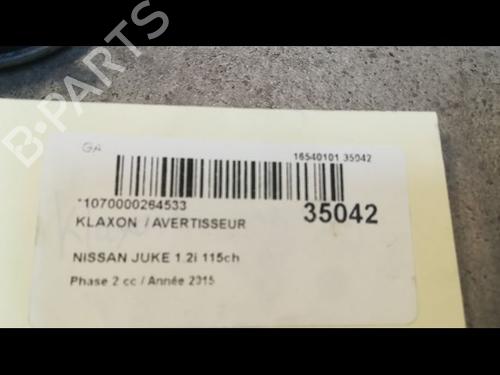 B-PARTS
GA
16540101 35042
*1070000264533
35042
KLAXON / AVERTISSEUR
NISSAN JUKE 1.2i 115ch
Phase 2 cc / Année 2015